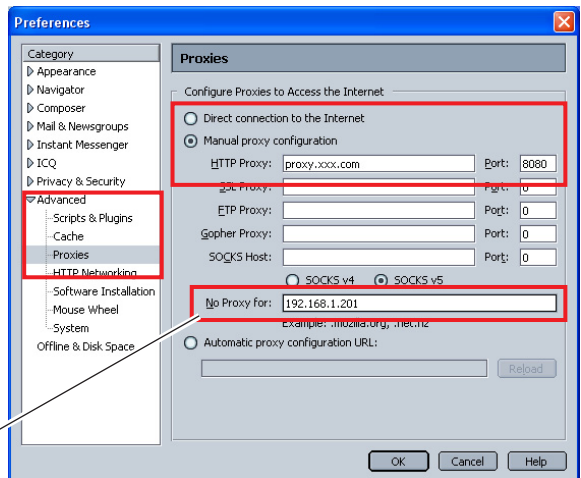 Preferences
Category
Appearance
Navigator
Composer
Mail & Newsgroups
Instant Messenger
ICQ
Privacy & Security
Advanced
Scripts & Plugins
Cache
Proxies
HTTP Networking
Software Installation
Mouse Wheel
System
Offline & Disk Space
Proxies
Configure Proxies to Access the Internet
Direct connection to the Internet
Manual proxy configuration
HTTP Proxy: proxy.xxx.com Port: 8080
SSL Proxy: Port: 0
FTP Proxy: Port: 0
Gopher Proxy: Port: 0
SOCKS Host: Port: 0
SOCKS v4 SOCKS v5
No Proxy for: 192.168.1.201
Example: .mozilla.org, .net.nz
Automatic proxy configuration URL:
Reload
OK Cancel Help